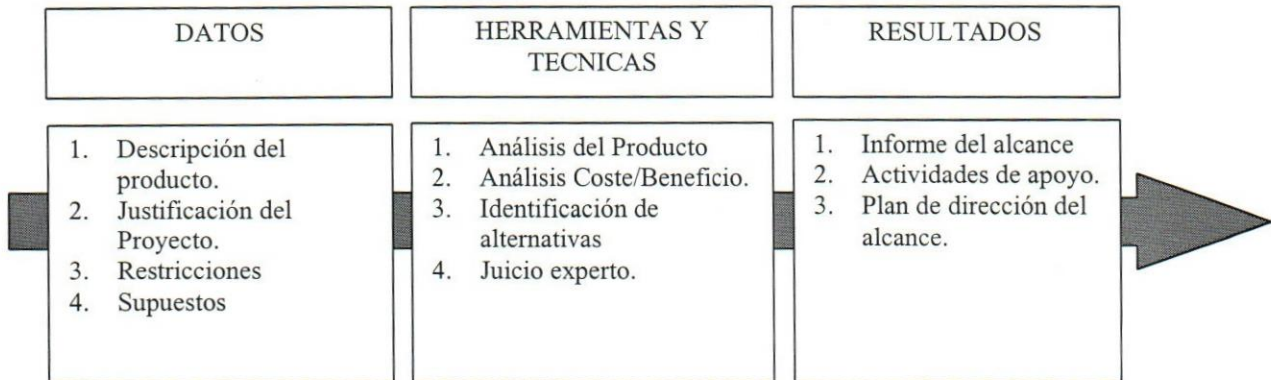 DATOS
1. Descripción del
producto.
2. Justificación del
Proyecto.
3. Restricciones
4. Supuestos
HERRAMIENTAS Y
TECNICAS
1. Análisis del Producto
2. Análisis Coste/Beneficio.
3. Identificación de
alternativas
4. Juicio experto.
RESULTADOS
1. Informe del alcance
2. Actividades de apoyo.
3. Plan de dirección del
alcance.